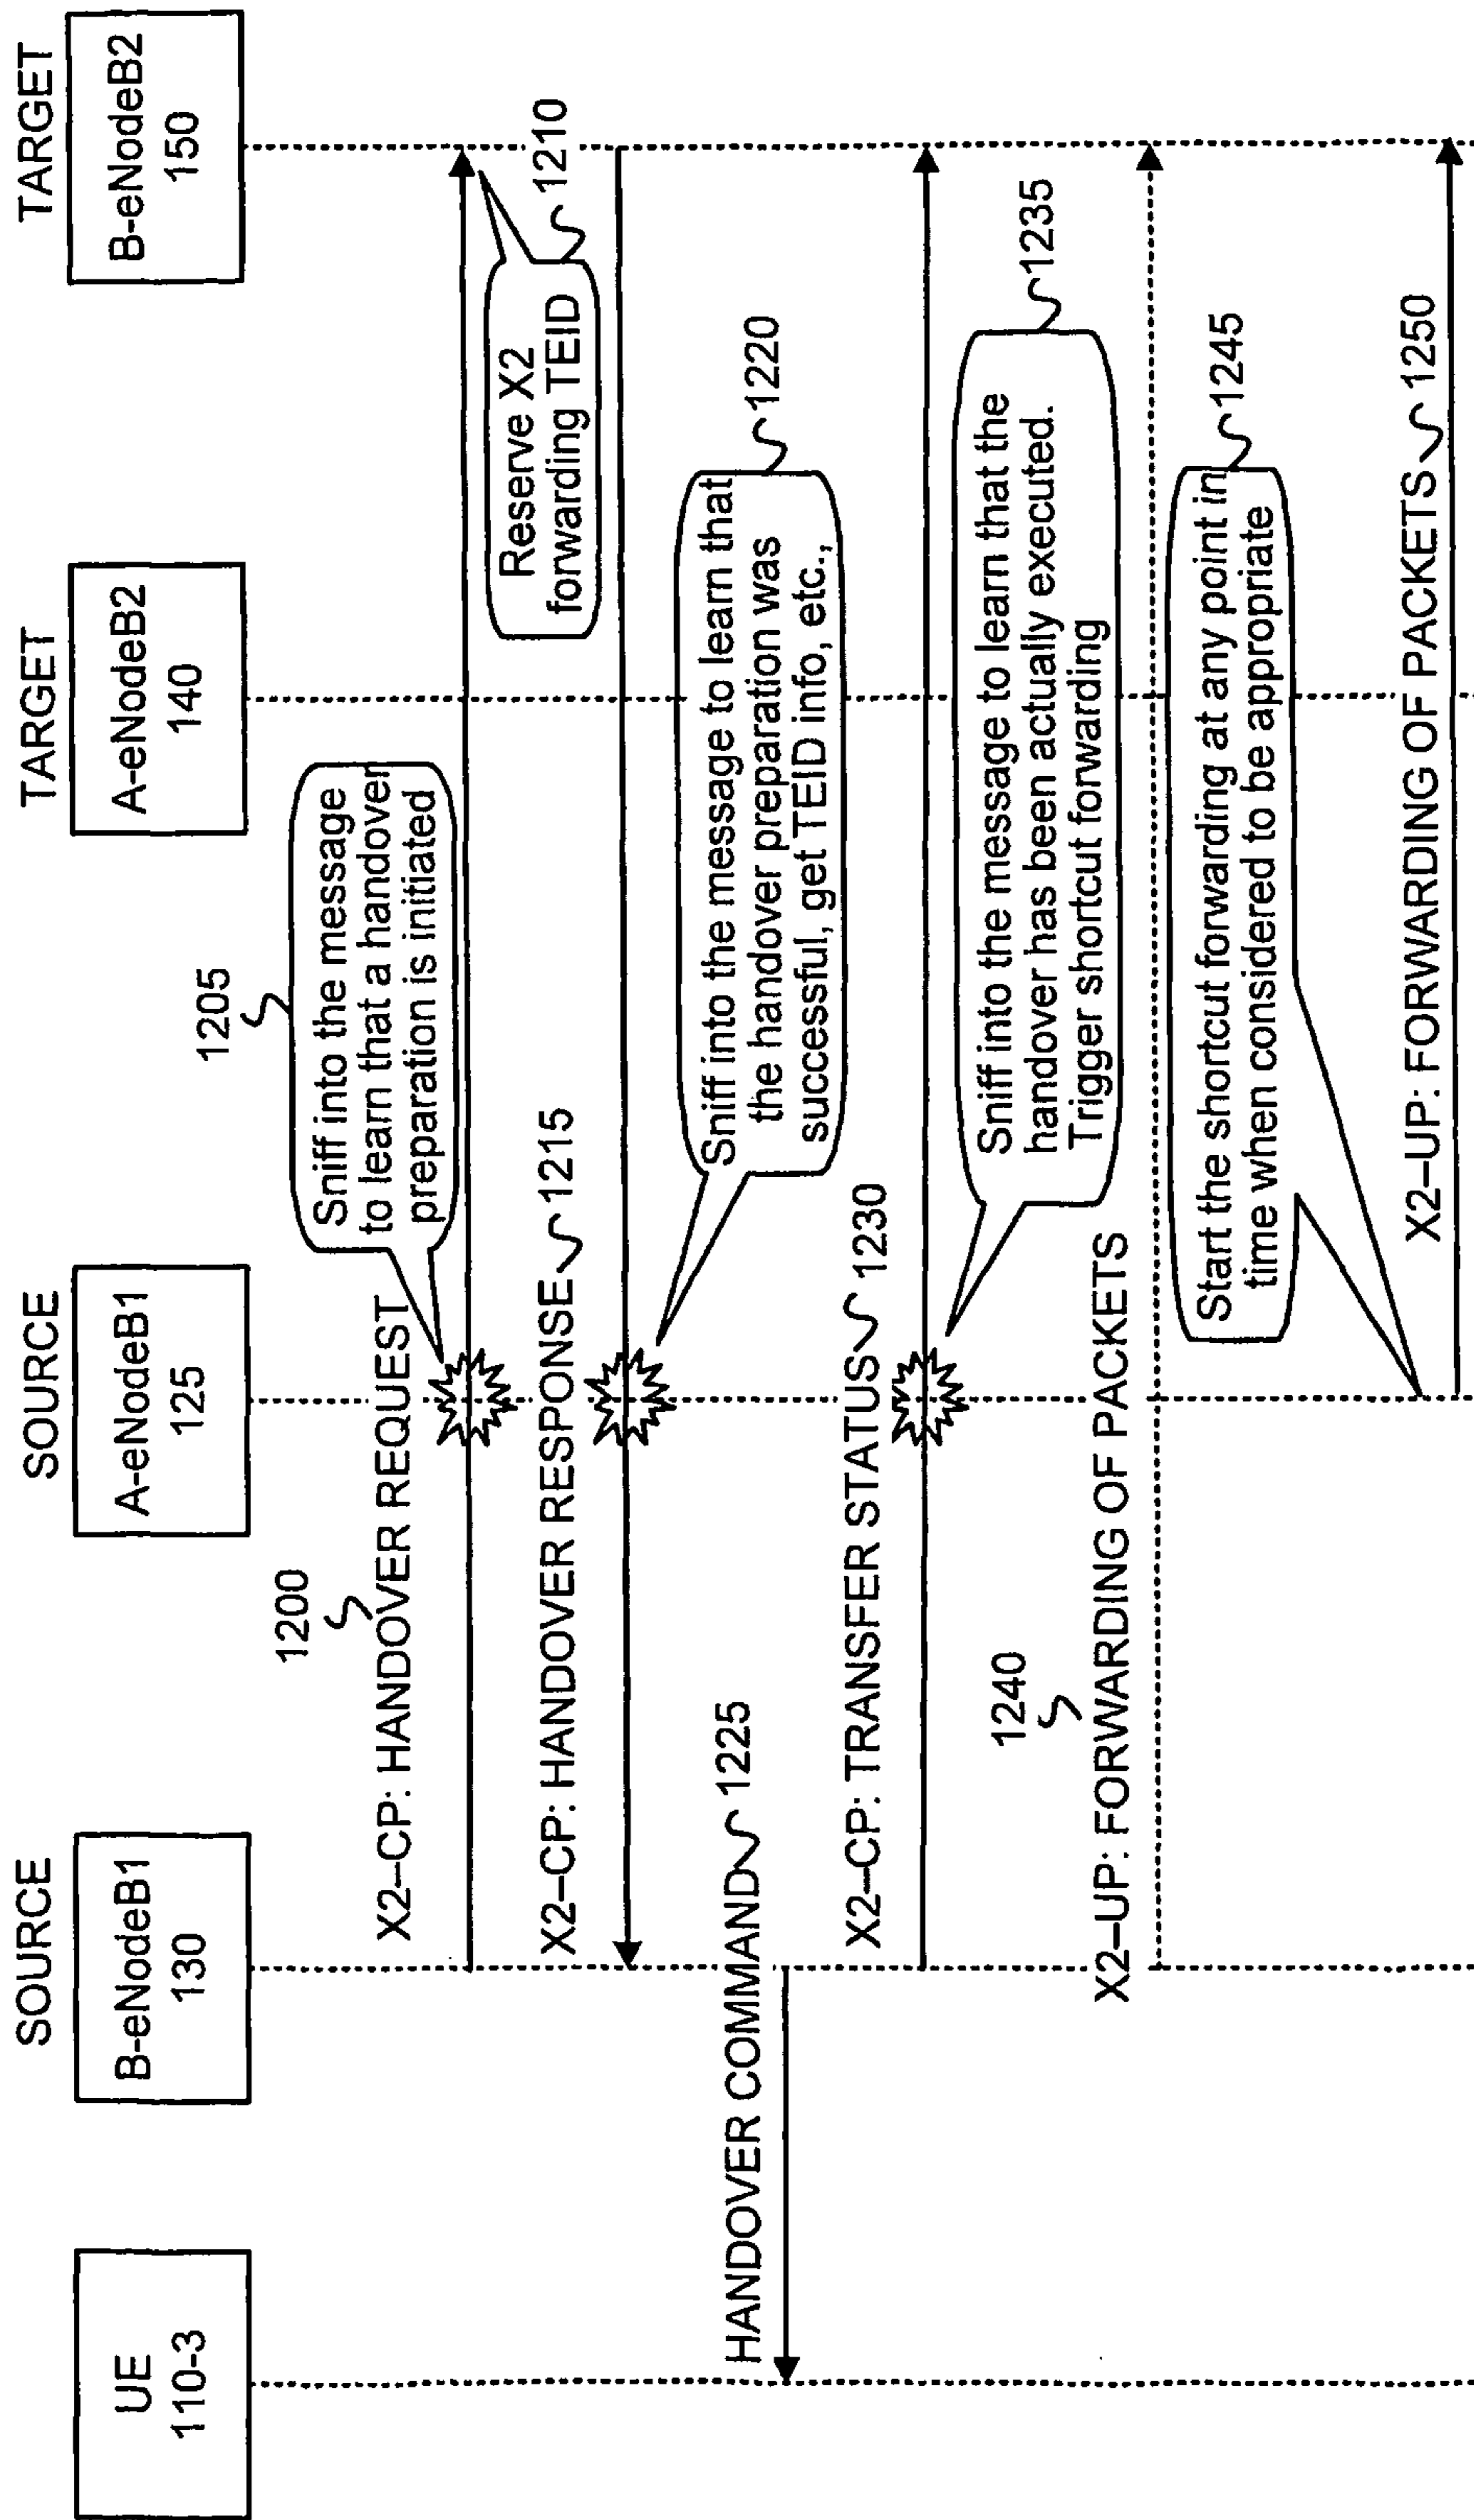 SOURCE
SOURCE
TARGET
TARGET
UE
110-3
B-eNodeB1
130
A-eNodeB1
125
A-eNodeB2
140
B-eNodeB2
150
1200
X2–CP: HANDOVER REQUEST
1205
Sniff into the message
to learn that a handover
preparation is initiated
Reserve X2
forwarding TEID
1210
X2–CP: HANDOVER RESPONSE 1215
Sniff into the message to learn that
the handover preparation was
successful, get TEID info, etc.,
1220
HANDOVER COMMAND 1225
X2–CP: TRANSFER STATUS 1230
Sniff into the message to learn that the
handover has been actually executed.
Trigger shortcut forwarding
1235
1240
X2–UP: FORWARDING OF PACKETS
Start the shortcut forwarding at any point in
time when considered to be appropriate
1245
X2–UP: FORWARDING OF PACKETS 1250